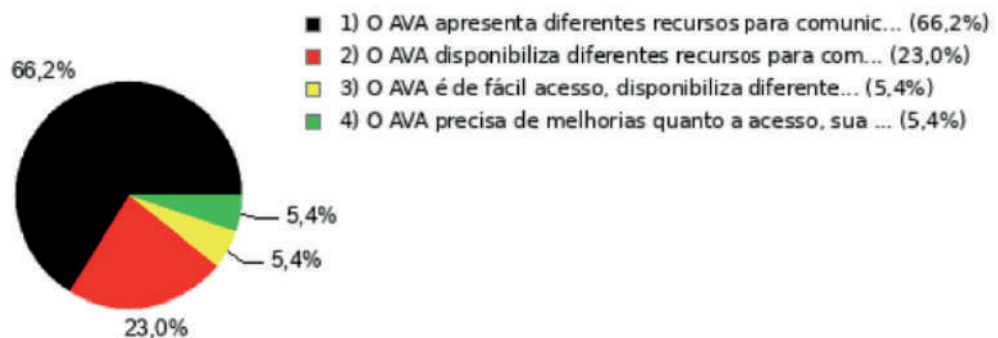 1) O AVA apresenta diferentes recursos para comunic... (66,2%)
2) O AVA disponibiliza diferentes recursos para com... (23,0%)
3) O AVA é de fácil acesso, disponibiliza diferente... (5,4%)
4) O AVA precisa de melhorias quanto a acesso, sua ... (5,4%)
66,2%
5,4%
5,4%
23,0%